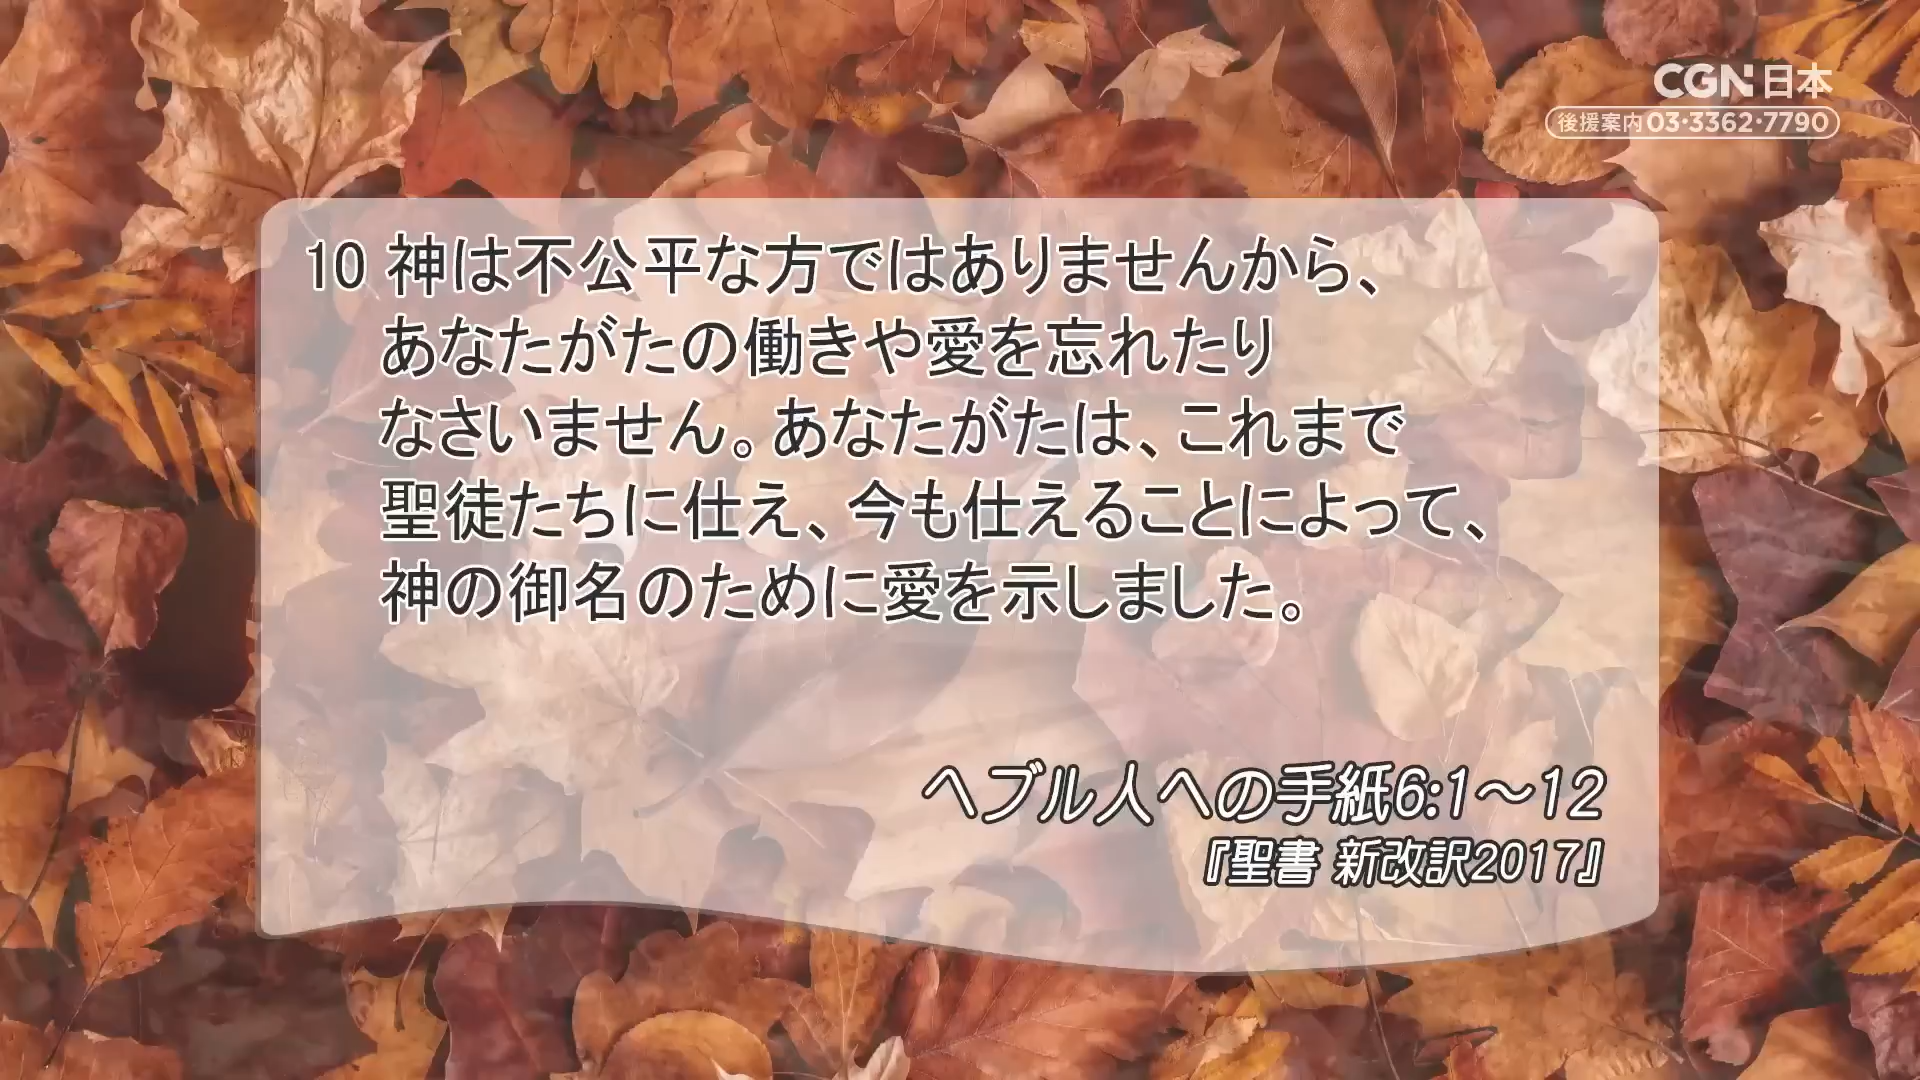 CGN日本
後援案内03·3362·7790
10 神は不公平な方ではありませんから、
あなたがたの働きや愛を忘れたり
なさいません。あなたがたは、これまで
聖徒たちに仕え、今も仕えることによって、
神の御名のために愛を示しました。
ヘブル人への手紙6:1〜12
『聖書 新改訳2017』